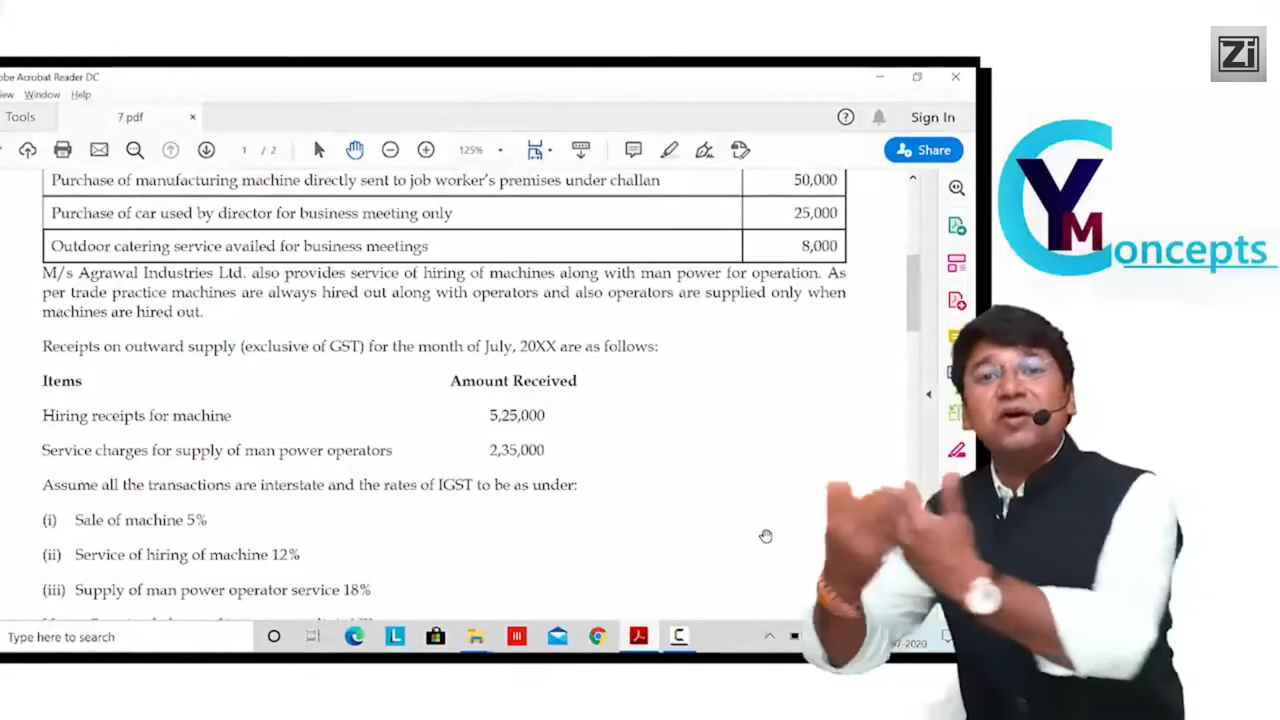 Zi
obe Acrobat Reader DC
iew Window Help
Tools 7.pdf Sign In
1 / 2 125% Share
Purchase of manufacturing machine directly sent to job worker's premises under challan 50,000
Purchase of car used by director for business meeting only 25,000
Outdoor catering service availed for business meetings 8,000
M/s Agrawal Industries Ltd. also provides service of hiring of machines along with man power for operation. As
per trade practice machines are always hired out along with operators and also operators are supplied only when
machines are hired out.
Receipts on outward supply (exclusive of GST) for the month of July, 20XX are as follows:
Items Amount Received
Hiring receipts for machine 5,25,000
Service charges for supply of man power operators 2,35,000
Assume all the transactions are interstate and the rates of IGST to be as under:
(i) Sale of machine 5%
(ii) Service of hiring of machine 12%
(iii) Supply of man power operator service 18%
Type here to search
07-2020
CYM
oncepts